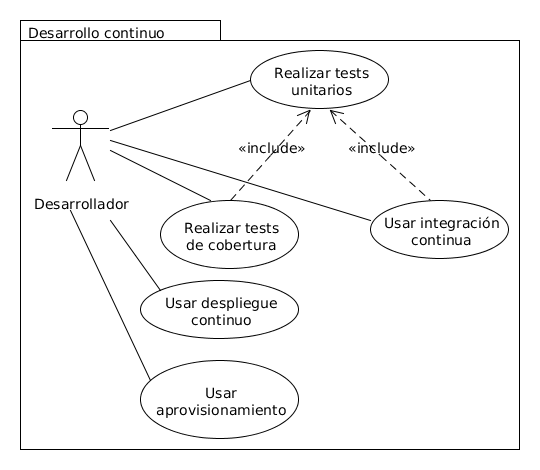 Desarrollo continuo
Realizar tests
unitarios
«include»
«include»
Desarrollador
Realizar tests
de cobertura
Usar integración
continua
Usar despliegue
continuo
Usar
aprovisionamiento